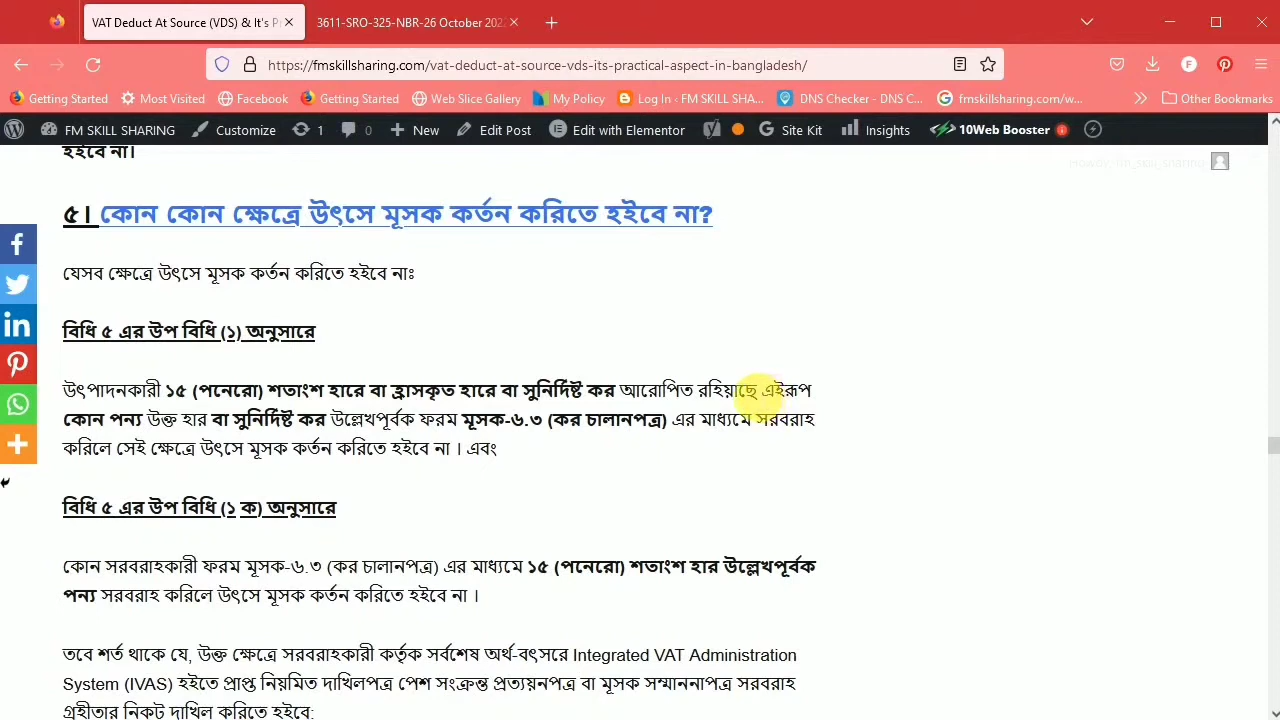 VAT Deduct At Source (VDS) & It's P
3611-SRO-325-NBR-26 October 202
https://fmskillsharing.com/vat-deduct-at-source-vds-its-practical-aspect-in-bangladesh/
Getting Started Most Visited Facebook Getting Started Web Slice Gallery My Policy Log In ‹ FM SKILL SHA... DNS Checker - DNS C... fmskillsharing.com/w... Other Bookmarks
FM SKILL SHARING Customize 1 0 New Edit Post Edit with Elementor Site Kit Insights 10Web Booster
Howdy, fm_skill_sharing
হইবে না।
৫। কোন কোন ক্ষেত্রে উৎসে মূসক কর্তন করিতে হইবে না?
যেসব ক্ষেত্রে উৎসে মূসক কর্তন করিতে হইবে নাঃ
বিধি ৫ এর উপ বিধি (১) অনুসারে
উৎপাদনকারী ১৫ (পনেরো) শতাংশ হারে বা হ্রাসকৃত হারে বা সুনির্দিষ্ট কর আরোপিত রহিয়াছে এইরূপ
কোন পন্য উক্ত হার বা সুনির্দিষ্ট কর উল্লেখপূর্বক ফরম মূসক-৬.৩ (কর চালানপত্র) এর মাধ্যমে সরবরাহ
করিলে সেই ক্ষেত্রে উৎসে মূসক কর্তন করিতে হইবে না । এবং
বিধি ৫ এর উপ বিধি (১ ক) অনুসারে
কোন সরবরাহকারী ফরম মূসক-৬.৩ (কর চালানপত্র) এর মাধ্যমে ১৫ (পনেরো) শতাংশ হার উল্লেখপূর্বক
পন্য সরবরাহ করিলে উৎসে মূসক কর্তন করিতে হইবে না ।
তবে শর্ত থাকে যে, উক্ত ক্ষেত্রে সরবরাহকারী কর্তৃক সর্বশেষ অর্থ-বৎসরে Integrated VAT Administration
System (IVAS) হইতে প্রাপ্ত নিয়মিত দাখিলপত্র পেশ সংক্রন্ত প্রত্যয়নপত্র বা মূসক সম্মাননাপত্র সরবরাহ
গ্রহীতার নিকট দাখিল করিতে হইবে: